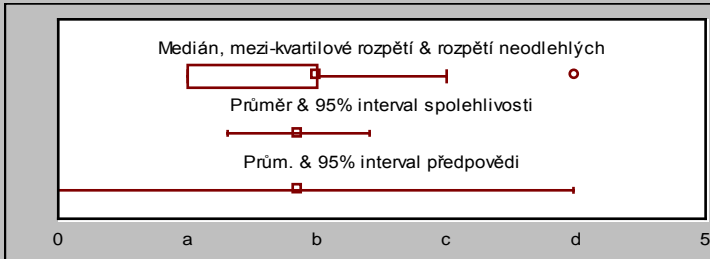 Medián, mezi-kvartilové rozpětí & rozpětí neodlehlých
Průměr & 95% interval spolehlivosti
Prům. & 95% interval předpovědi
0 a b c d 5